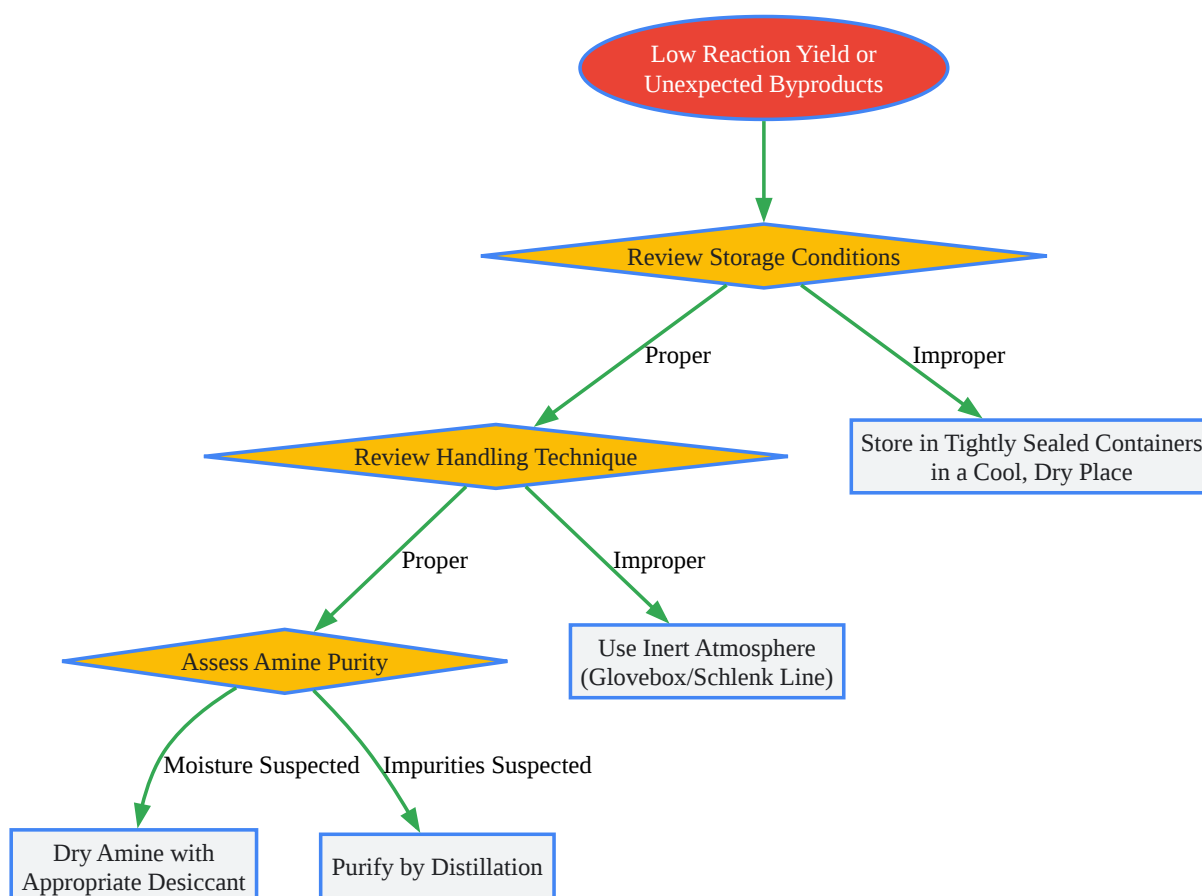 Low Reaction Yield or
Unexpected Byproducts
Review Storage Conditions
Proper
Improper
Store in Tightly Sealed Containers
in a Cool, Dry Place
Review Handling Technique
Proper
Improper
Use Inert Atmosphere
(Glovebox/Schlenk Line)
Assess Amine Purity
Moisture Suspected
Impurities Suspected
Dry Amine with
Appropriate Desiccant
Purify by Distillation